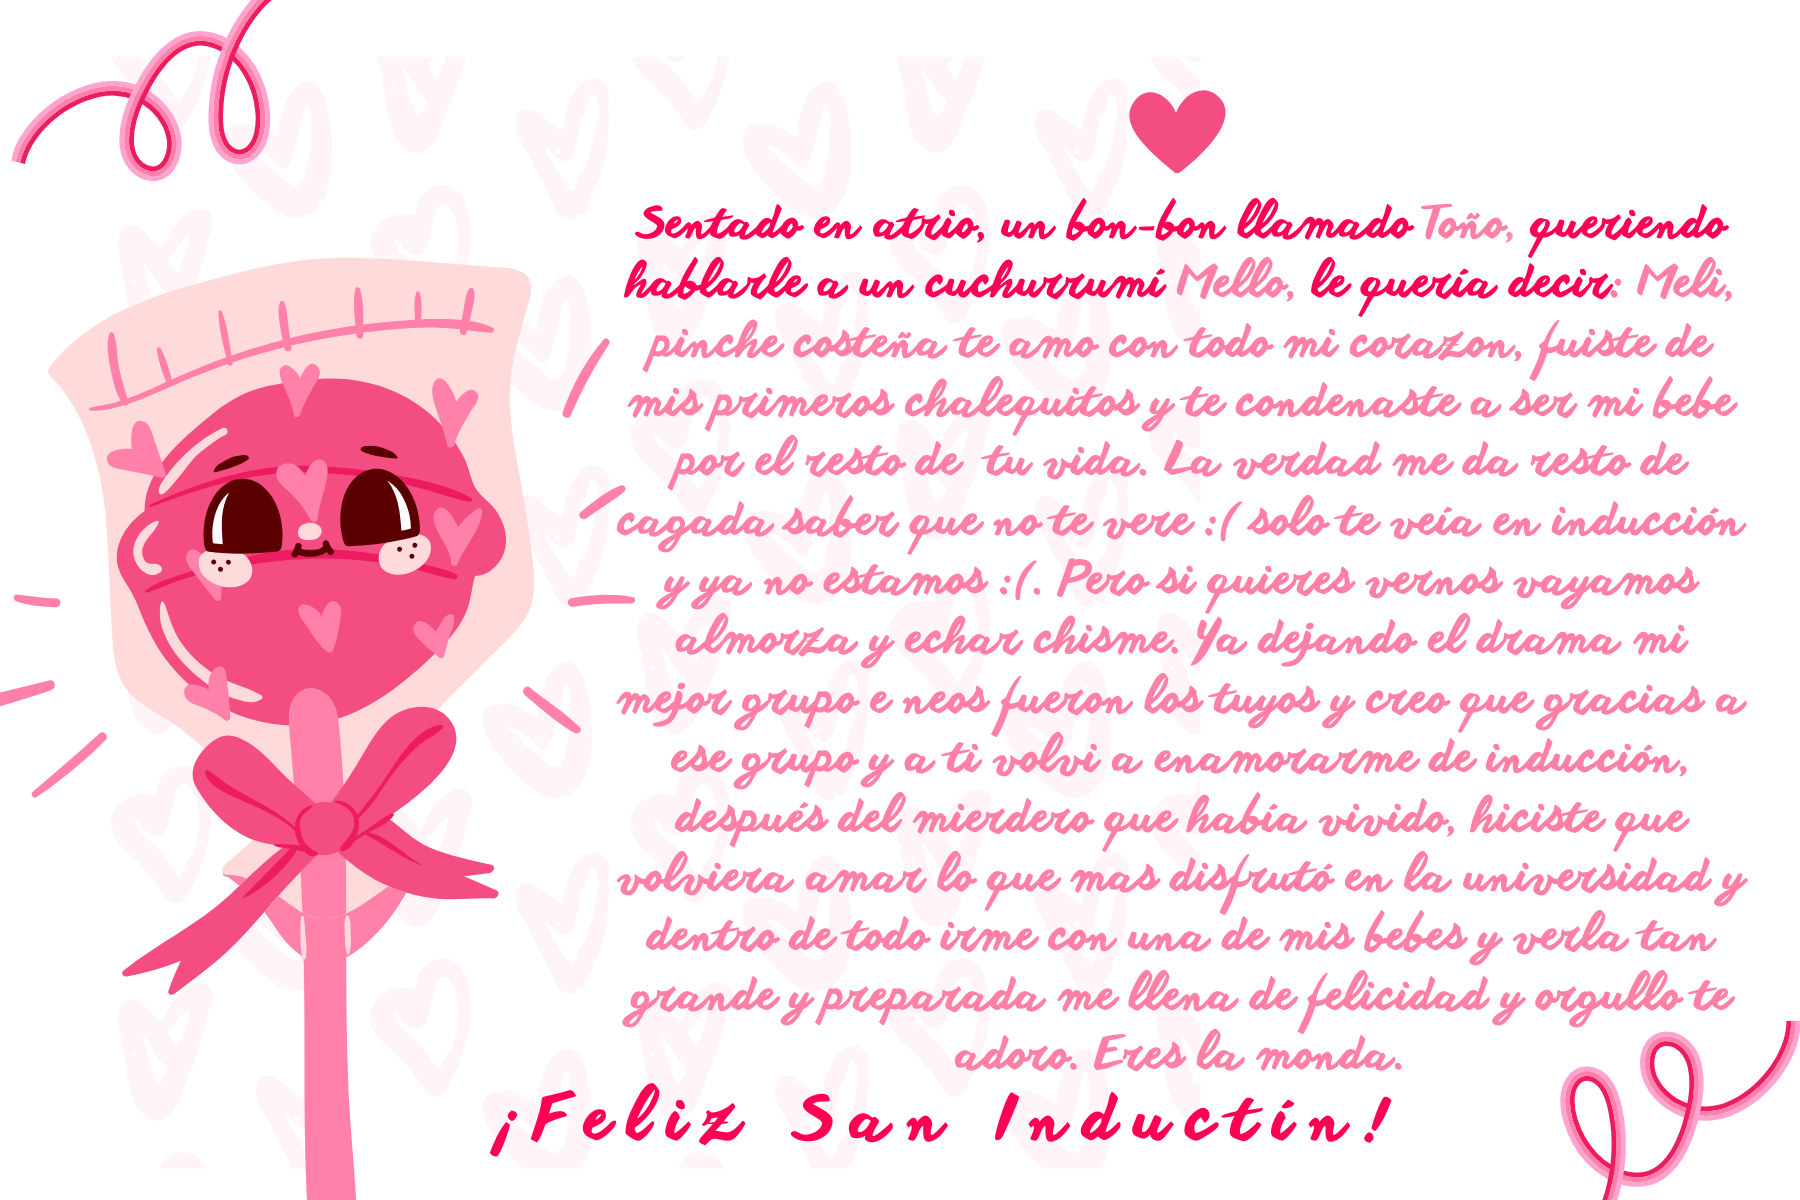 Sentado en atrio, un bon-bon llamado Toño, queriendo
hablarle a un cuchurrumí Mello, le quería decir: Meli,
pinche costeña te amo con todo mi corazon, fuiste de
mis primeros chalequitos y te condenaste a ser mi bebe
por el resto de tu vida. La verdad me da resto de
cagada saber que no te vere :( solo te veía en inducción
y ya no estamos :(. Pero si quieres vernos vayamos
almorza y echar chisme. Ya dejando el drama mi
mejor grupo e neos fueron los tuyos y creo que gracias a
ese grupo y a ti volvi a enamorarme de inducción,
después del mierdero que había vivido, hiciste que
volviera amar lo que mas disfrutó en la universidad y
dentro de todo irme con una de mis bebes y verla tan
grande y preparada me llena de felicidad y orgullo te
adoro. Eres la monda.
¡Feliz San Inductín!